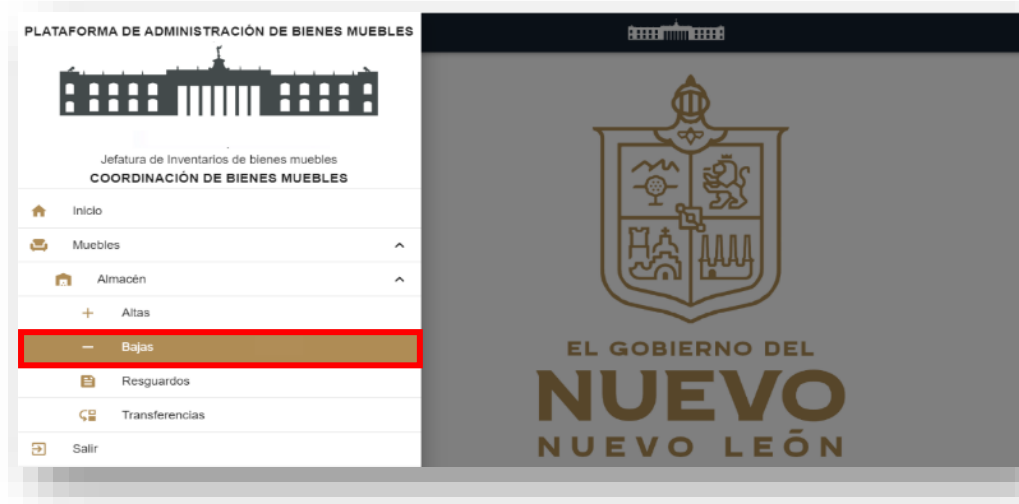 PLATAFORMA DE ADMINISTRACIÓN DE BIENES MUEBLES
Jefatura de Inventarios de bienes muebles
COORDINACIÓN DE BIENES MUEBLES
Inicio
Muebles
Almacén
Altas
Bajas
Resguardos
Transferencias
Salir
EL GOBIERNO DEL
NUEVO
NUEVO LEÓN